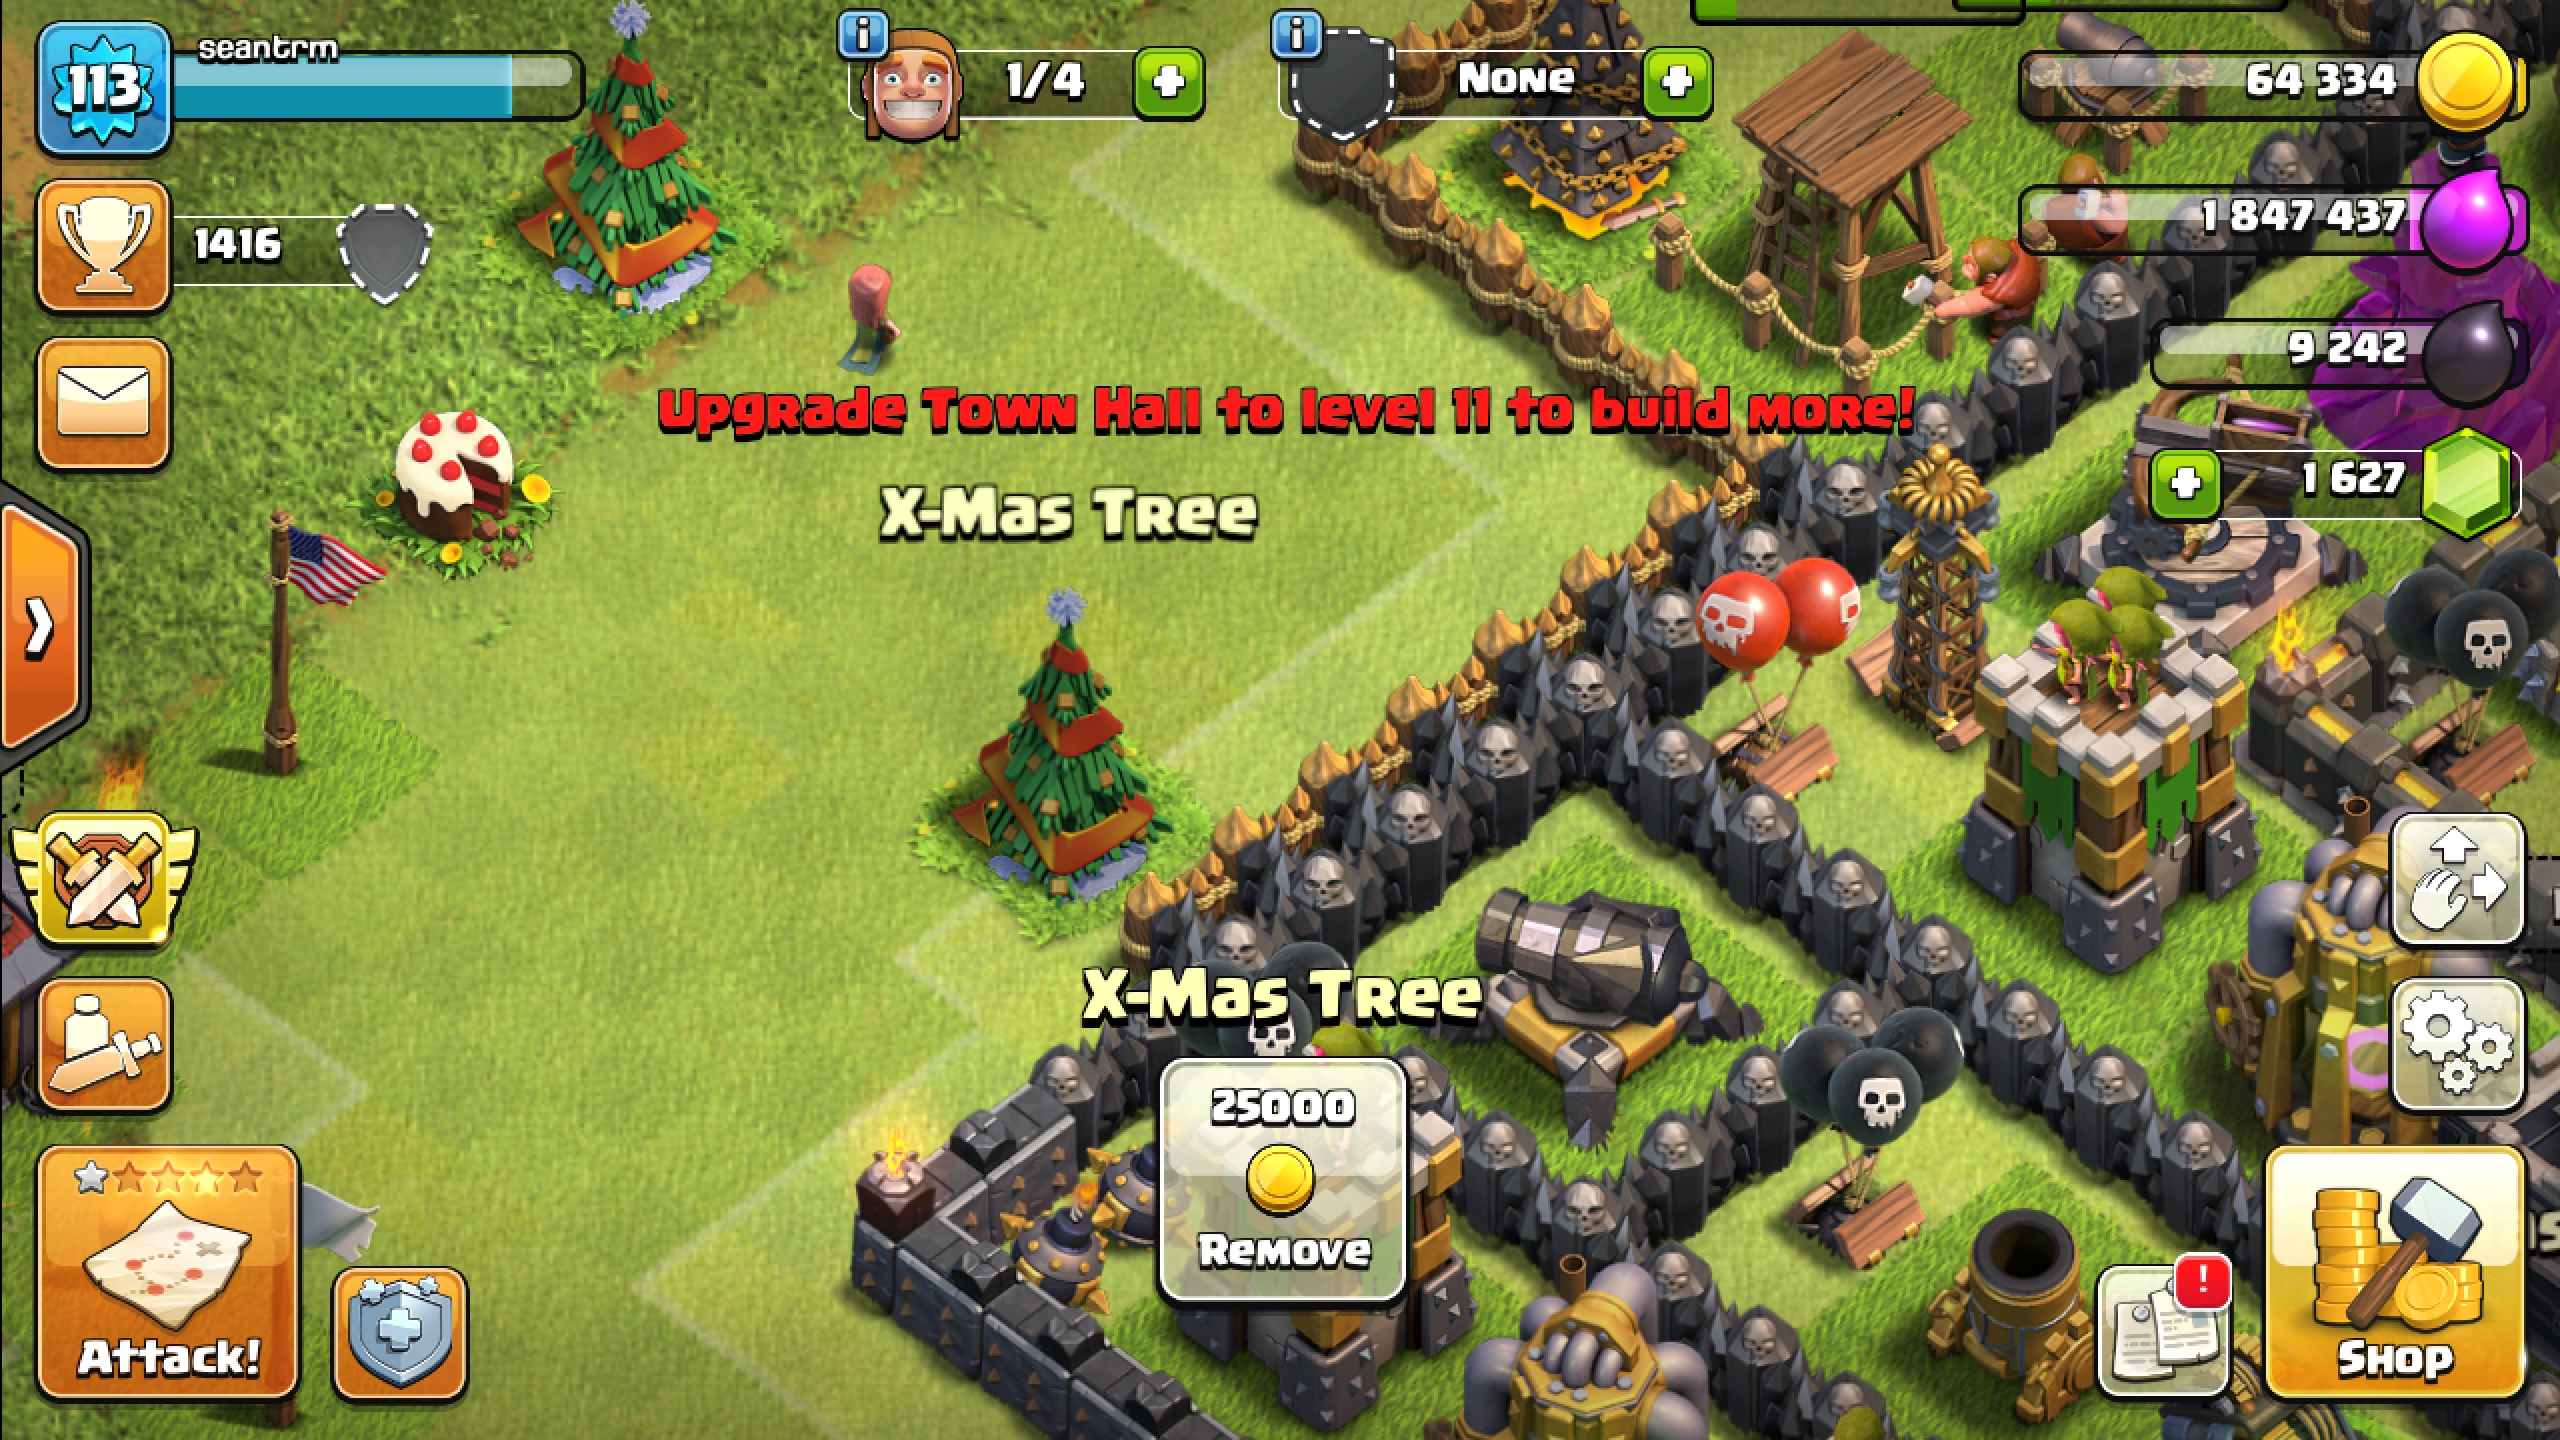 113
seantrm
1/4
None
64 334
1416
1 847 437
9 242
Upgrade Town Hall to level 11 to build more!
1 627
X-Mas Tree
X-Mas Tree
25000
Remove
Attack!
!
Shop